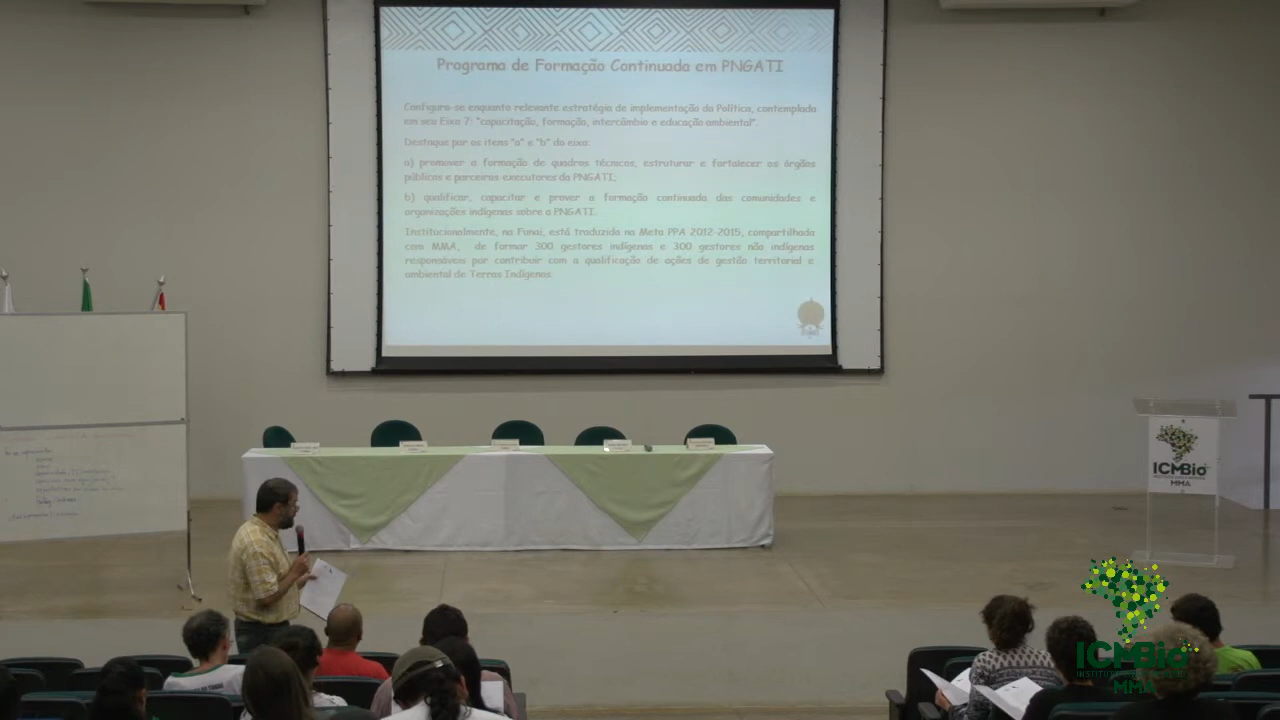 Programa de Formação Continuada em PNGATI
Configura-se enquanto relevante estratégia de implementação da Política, contemplada
em seu Eixo 7: "capacitação, formação, intercâmbio e educação ambiental".
Destaque par os itens "a" e "b" do eixo:
a) promover a formação de quadros técnicos, estruturar e fortalecer os órgãos
públicos e parceiros executores da PNGATI;
b) qualificar, capacitar e prover a formação continuada das comunidades e
organizações indígenas sobre a PNGATI.
Institucionalmente, na Funai, está traduzida na Meta PPA 2012-2015, compartilhada
com MMA, de formar 300 gestores indígenas e 300 gestores não indígenas
responsáveis por contribuir com a qualificação de ações de gestão territorial e
ambiental de Terras Indígenas
ICMBio
MMA
ICMBio
MMA